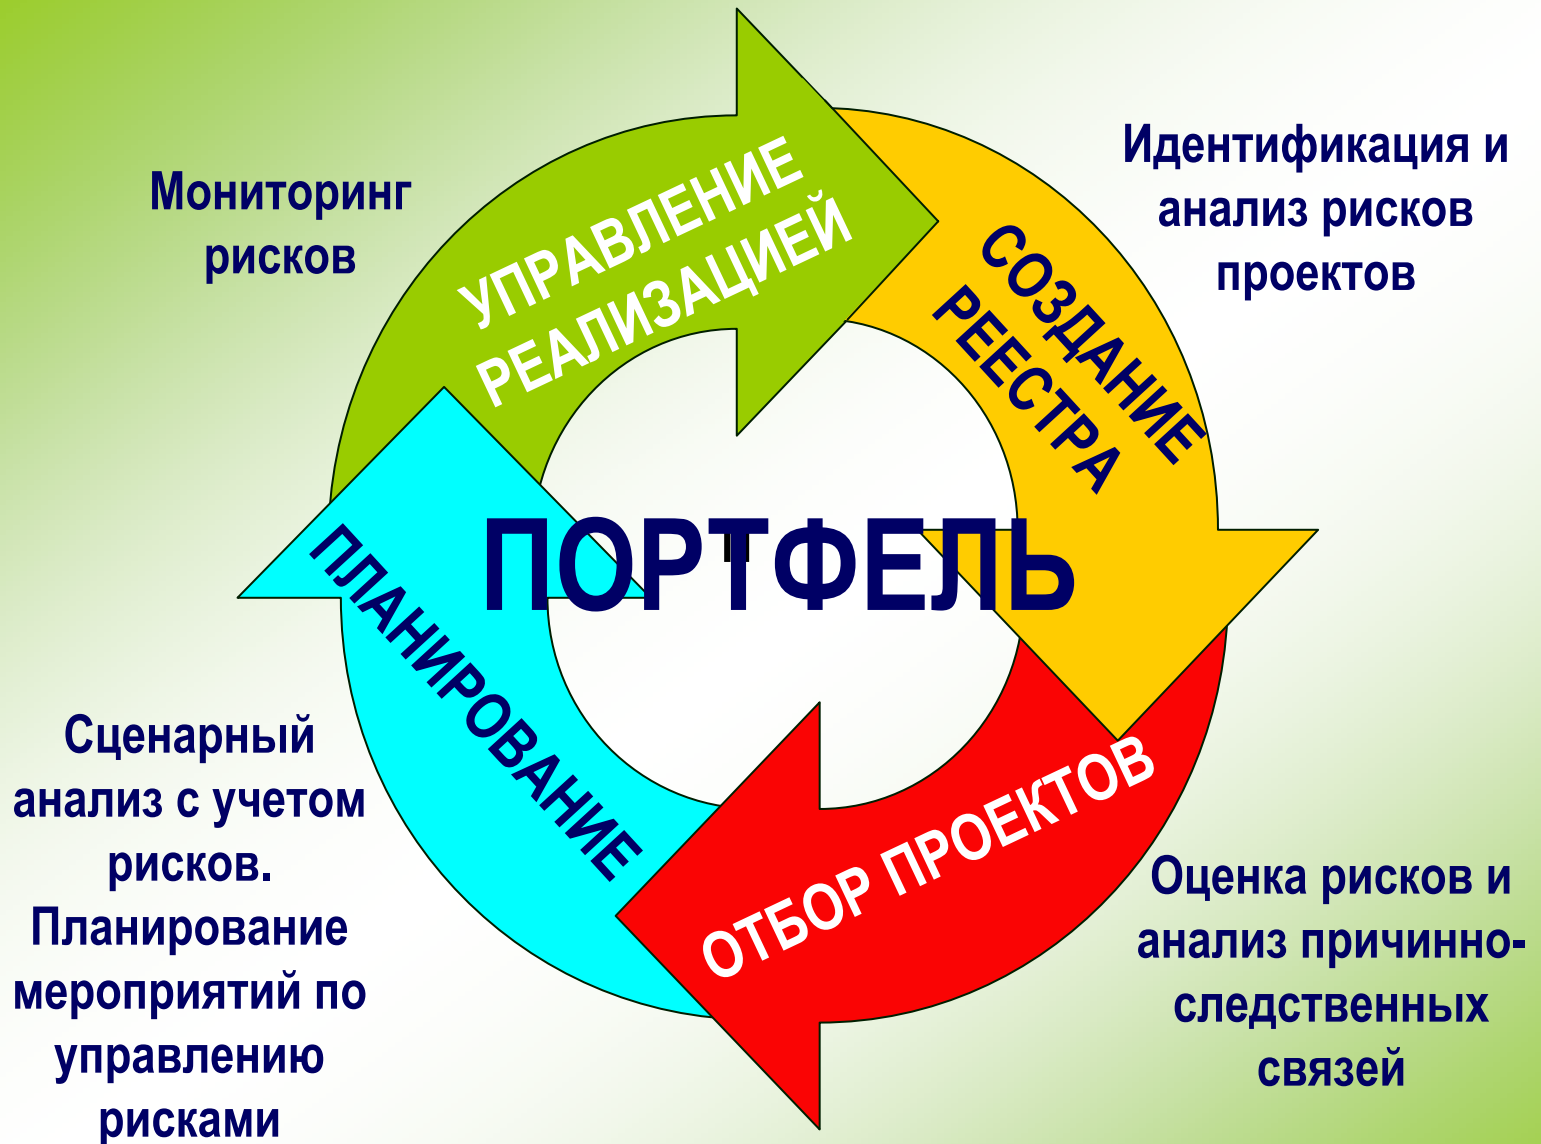 Мониторинг
рисков
УПРАВЛЕНИЕ
РЕАЛИЗАЦИЕЙ
СОЗДАНИЕ
РЕЕСТРА
Идентификация и
анализ рисков
проектов
ПОРТФЕЛЬ
ПЛАНИРОВАНИЕ
ОТБОР ПРОЕКТОВ
Сценарный
анализ с учетом
рисков.
Планирование
мероприятий по
управлению
рисками
Оценка рисков и
анализ причинно-
следственных
связей